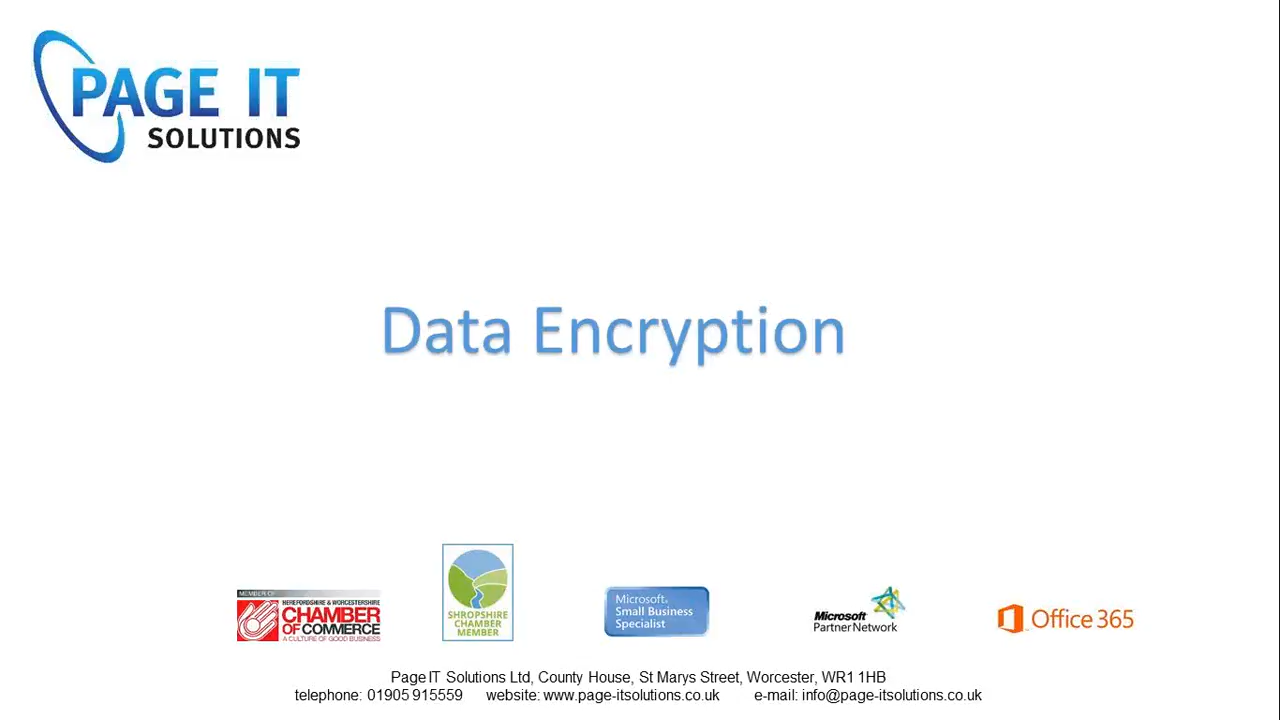 PAGE IT
SOLUTIONS
Data Encryption
MEMBER OF
HEREFORDSHIRE & WORCESTERSHIRE
CHAMBER
OF COMMERCE
A CULTURE OF GOOD BUSINESS
SHROPSHIRE
CHAMBER
MEMBER
Microsoft
Small Business
Specialist
Microsoft
Partner Network
Office 365
Page IT Solutions Ltd, County House, St Marys Street, Worcester, WR1 1HB
telephone: 01905 915559 website: www.page-itsolutions.co.uk e-mail: info@page-itsolutions.co.uk